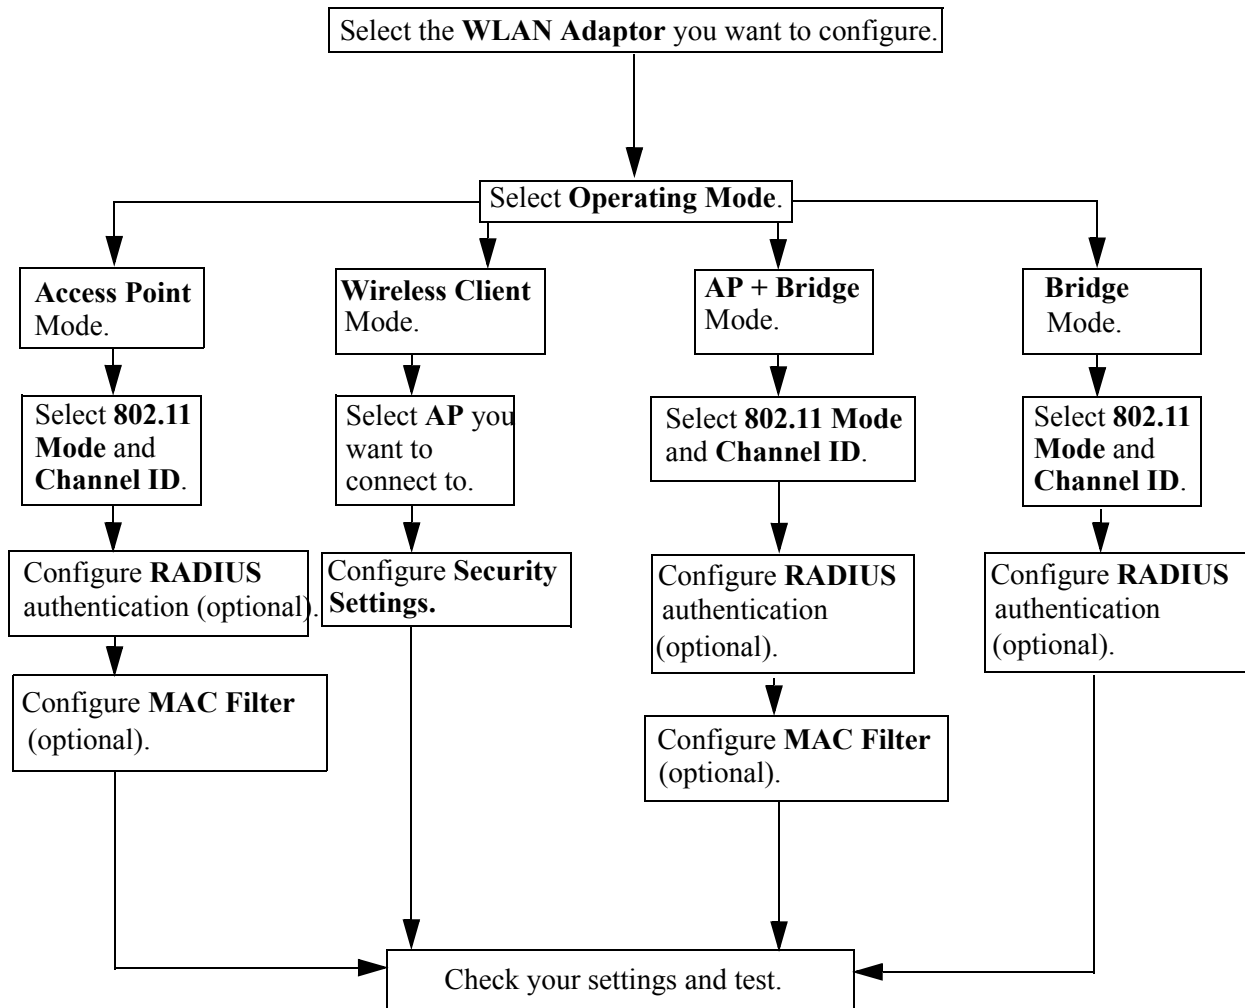 Select the WLAN Adaptor you want to configure.
Select Operating Mode.
Access Point
Mode.
Wireless Client
Mode.
AP + Bridge
Mode.
Bridge
Mode.
Select 802.11
Mode and
Channel ID.
Select AP you
want to
connect to.
Select 802.11 Mode
and Channel ID.
Select 802.11
Mode and
Channel ID.
Configure RADIUS
authentication (optional).
Configure Security
Settings.
Configure RADIUS
authentication
(optional).
Configure RADIUS
authentication
(optional).
Configure MAC Filter
(optional).
Configure MAC Filter
(optional).
Check your settings and test.